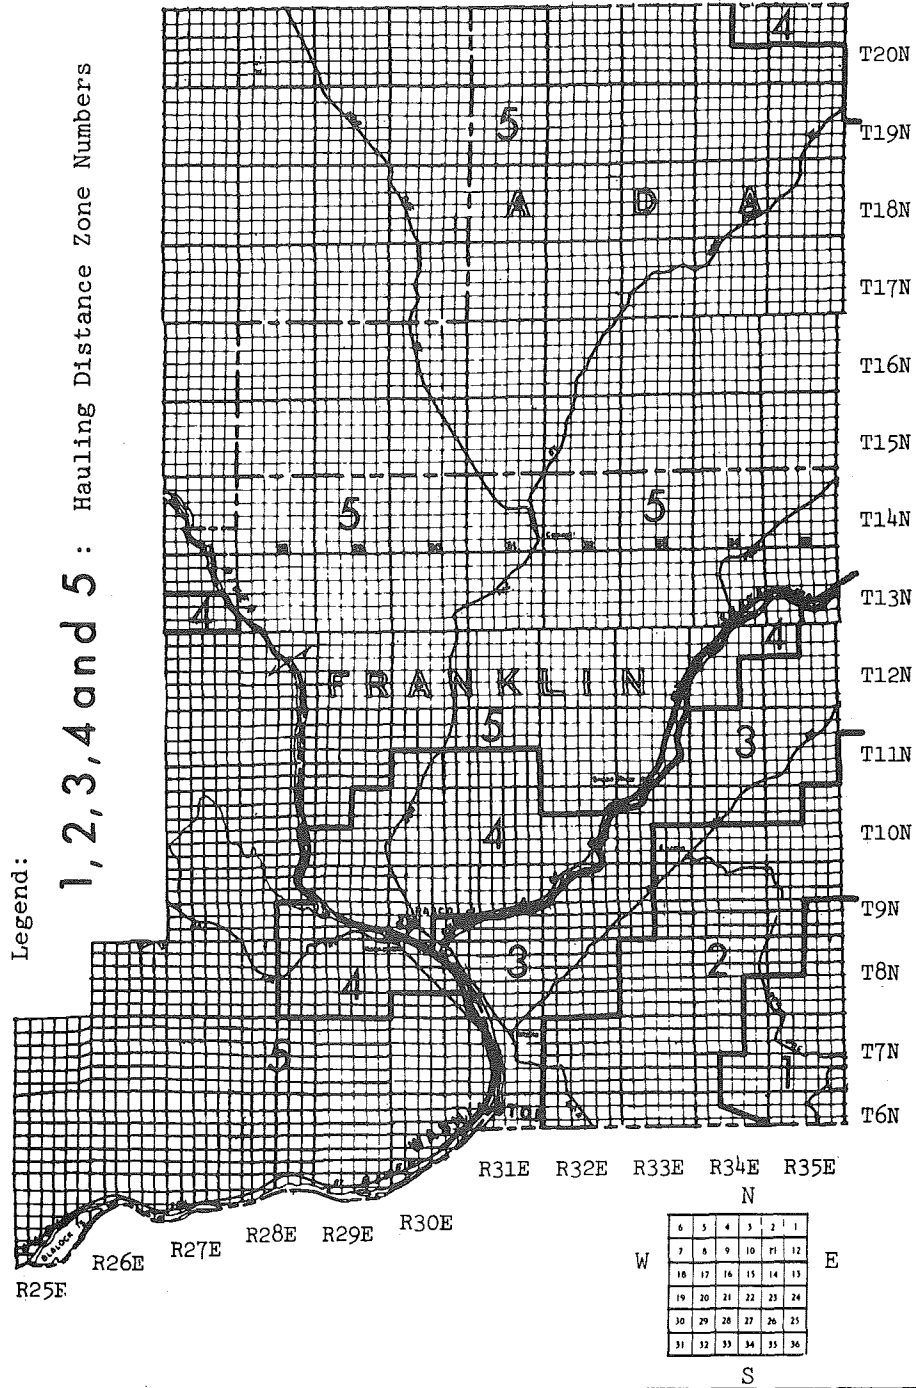 Legend:
1, 2, 3, 4 and 5 : Hauling Distance Zone Numbers
4
T20N
5
T19N
A D A
T18N
T17N
T16N
T15N
5
5
T14N
4
T13N
4
FRANKLIN
T12N
5
3
T11N
4
T10N
T9N
3
2
4
T8N
5
T7N
1
T6N
R31E R32E R33E R34E R35E
R30E
R28E R29E
R26E R27E
BLALOCK
R25E
N
W E
6 5 4 3 2 1
7 8 9 10 11 12
18 17 16 15 14 13
19 20 21 22 23 24
30 29 28 27 26 25
31 32 33 34 35 36
S